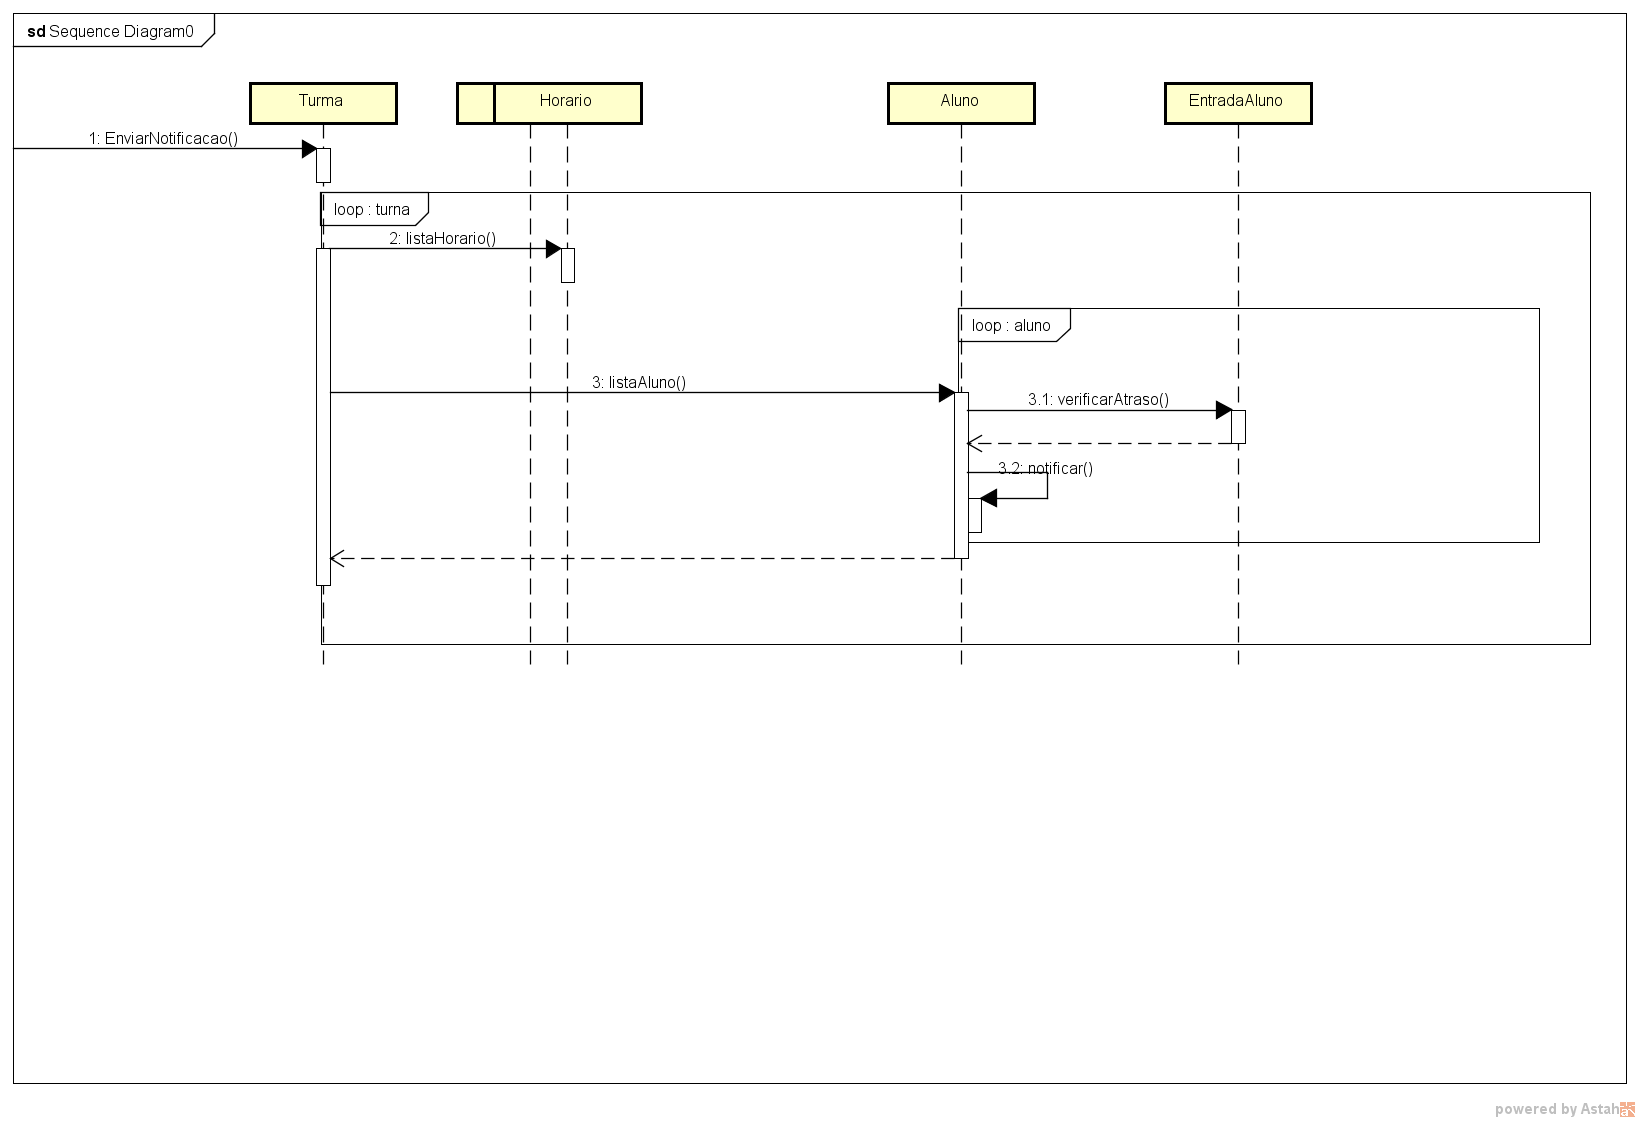 sd Sequence Diagram0
Turma
Horario
Aluno
EntradaAluno
1: EnviarNotificacao()
loop : turna
2: listaHorario()
loop : aluno
3: listaAluno()
3.1: verificarAtraso()
3.2: notificar()
powered by Astah